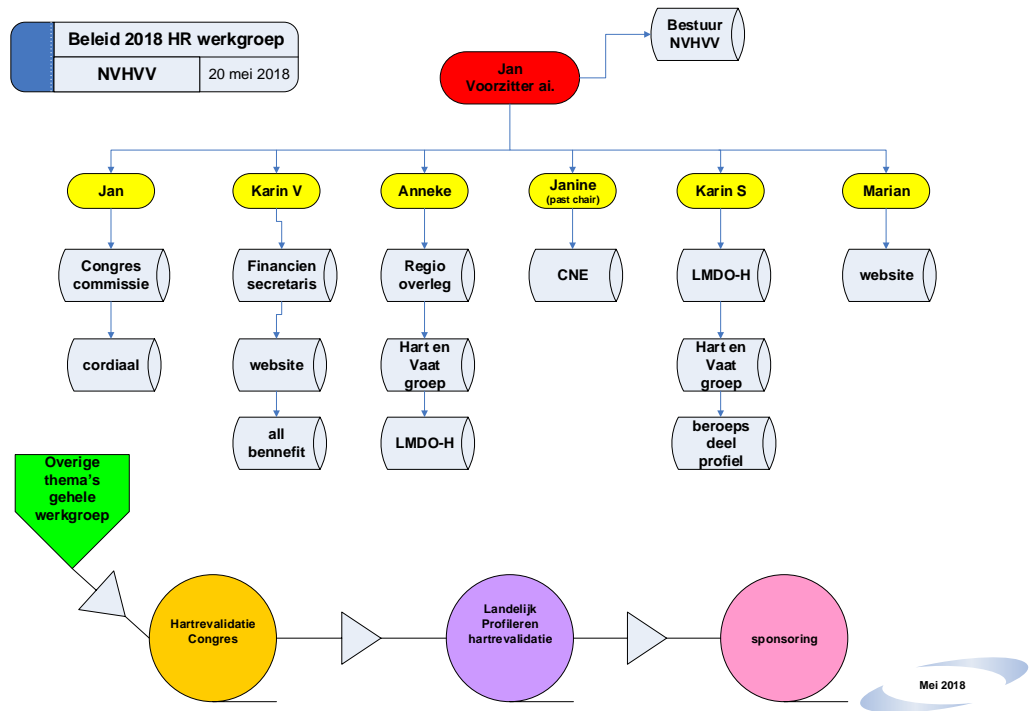 Beleid 2018 HR werkgroep
NVHVV
20 mei 2018
Bestuur
NVHVV
Jan
Voorzitter ai.
Jan
Karin V
Anneke
Janine
(past chair)
Karin S
Marian
Congres
commissie
Financien
secretaris
Regio
overleg
CNE
LMDO-H
website
cordiaal
website
Hart en
Vaat
groep
Hart en
Vaat
groep
all
bennefit
LMDO-H
beroeps
deel
profiel
Overige
thema's
gehele
werkgroep
Hartrevalidatie
Congres
Landelijk
Profileren
hartrevalidatie
sponsoring
Mei 2018